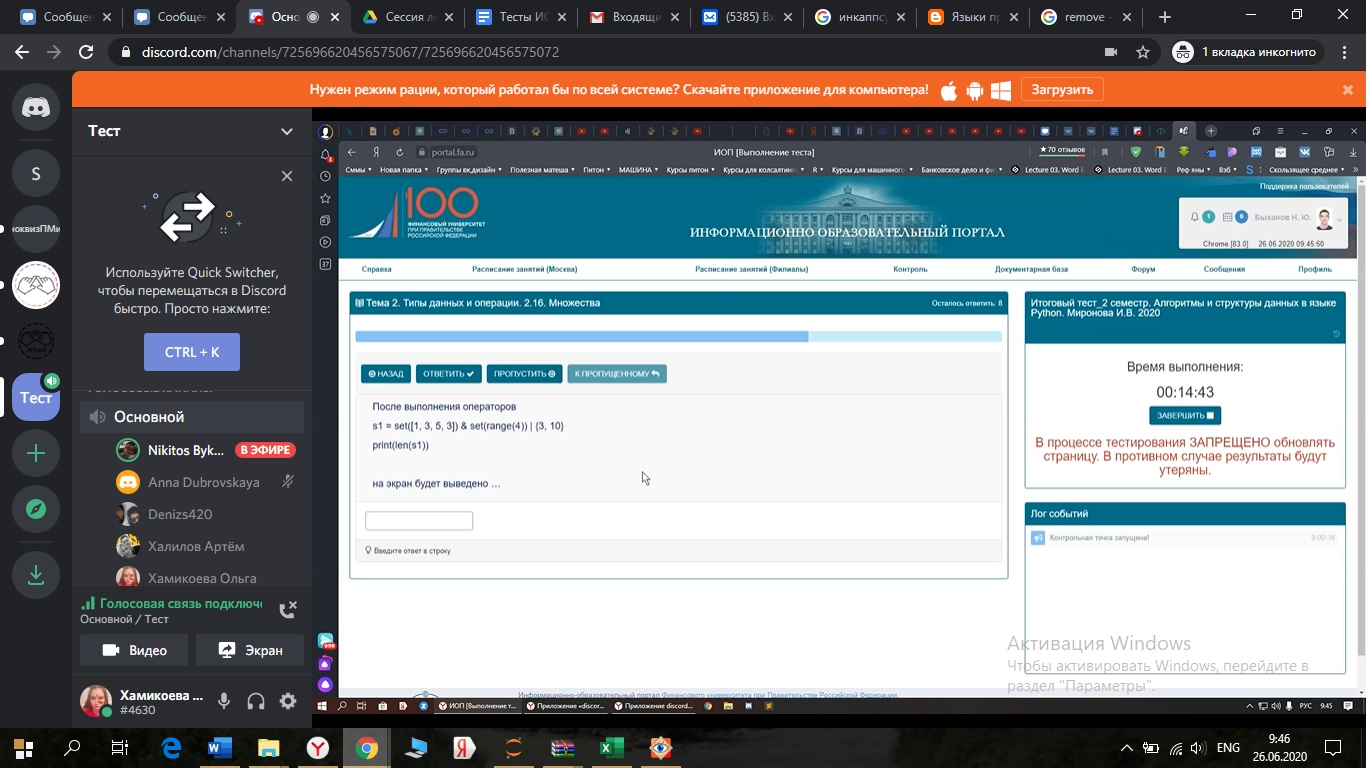 Сообщен
Сообщен
Осно
Сессия л
Тесты ИС
Входящи
(5385) Вх
инкаппсу
Языки пр
remove -
discord.com/channels/725696620456575067/725696620456575072
1 вкладка инкогнито
Нужен режим рации, который работал бы по всей системе? Скачайте приложение для компьютера!
Загрузить
Тест
S
Используйте Quick Switcher,
чтобы перемещаться в Discord
быстро. Просто нажмите:
CTRL + K
Тест
Основной
Nikitos Byk...
В ЭФИРЕ
Anna Dubrovskaya
Denizs420
Халилов Артём
Хамикоева Ольга
Голосовая связь подключе
Основной / Тест
Видео
Экран
Хамикоева ...
#4630
portal.fa.ru
ИОП [Выполнение теста]
★ 70 отзывов
Сммы
Новая папка
Группы вк,дизайн
Полезная матеша
Питон
МАШИНА
Курсы питон
Курсы для консалтинг
R
Курсы для машинного
Банковское дело и фи
Lecture 03. Word E
Lecture 03. Word E
Реф яны
Вэб
S
Скользящее среднее
»
Поддержка пользователей
100
ФИНАНСОВЫЙ УНИВЕРСИТЕТ
ПРИ ПРАВИТЕЛЬСТВЕ
РОССИЙСКОЙ ФЕДЕРАЦИИ
ИНФОРМАЦИОННО ОБРАЗОВАТЕЛЬНЫЙ ПОРТАЛ
1
0
Быханов Н. Ю.
Chrome [83.0]
26.06.2020 09:45:50
Справка
Расписание занятий (Москва)
Расписание занятий (Филиалы)
Контроль
Документарная база
Форум
Сообщения
Профиль
Тема 2. Типы данных и операции. 2.16. Множества
Осталось ответить: 8
НАЗАД
ОТВЕТИТЬ
ПРОПУСТИТЬ
К ПРОПУЩЕННОМУ
После выполнения операторов
s1 = set([1, 3, 5, 3]) & set(range(4)) | {3, 10}
print(len(s1))
на экран будет выведено ...
Введите ответ в строку
Итоговый тест_2 семестр. Алгоритмы и структуры данных в языке
Python. Миронова И.В. 2020
Время выполнения:
00:14:43
ЗАВЕРШИТЬ
В процессе тестирования ЗАПРЕЩЕНО обновлять
страницу. В противном случае результаты будут
утеряны.
Лог событий
Контрольная точка запущена!
9:00:36
Активация Windows
Чтобы активировать Windows, перейдите в
раздел "Параметры".
Информационно-образовательный портал Финансового университета при Правительстве Российской Федерации.
37
999
ИОП [Выполнение т...
Приложение «discor...
Приложение discord...
РУС
9:45
ENG
9:46
26.06.2020